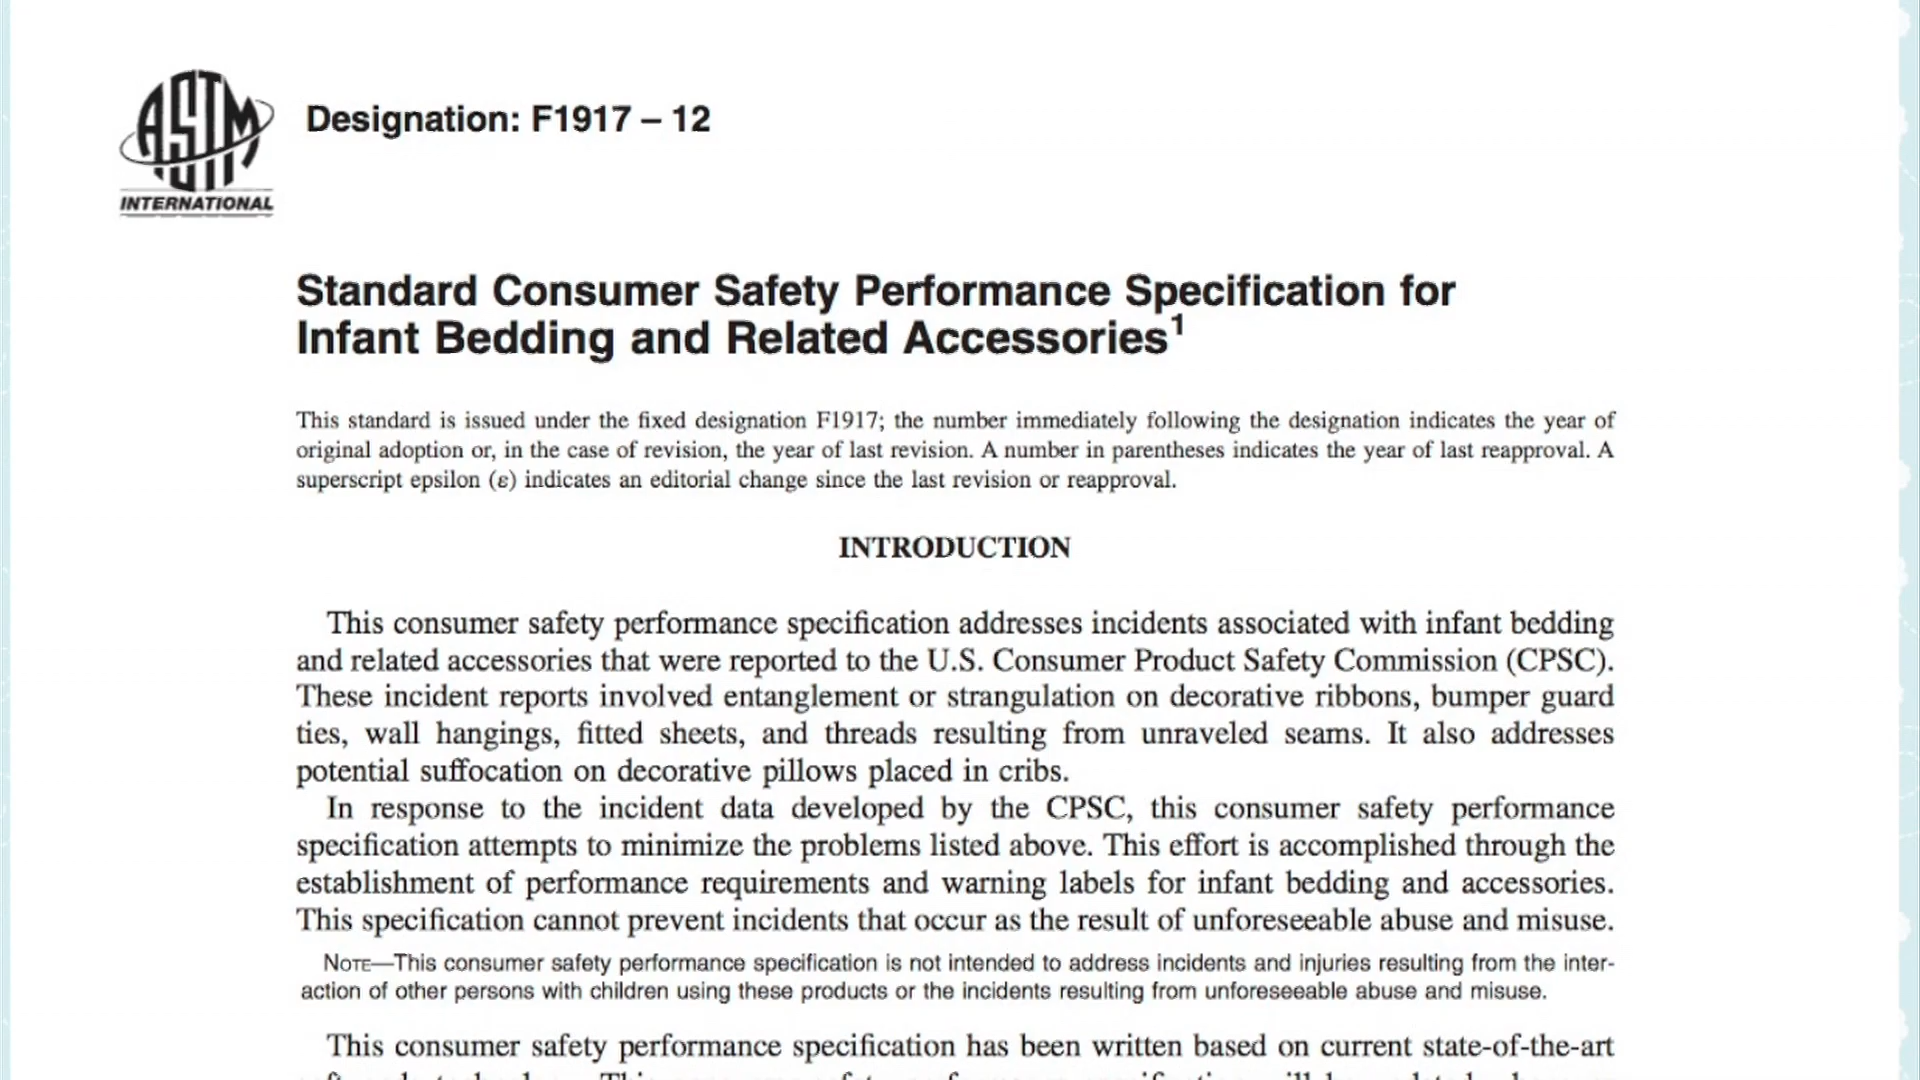 ASTM
INTERNATIONAL
Designation: F1917 – 12
Standard Consumer Safety Performance Specification for
Infant Bedding and Related Accessories¹
This standard is issued under the fixed designation F1917; the number immediately following the designation indicates the year of
original adoption or, in the case of revision, the year of last revision. A number in parentheses indicates the year of last reapproval. A
superscript epsilon (ε) indicates an editorial change since the last revision or reapproval.
INTRODUCTION
This consumer safety performance specification addresses incidents associated with infant bedding
and related accessories that were reported to the U.S. Consumer Product Safety Commission (CPSC).
These incident reports involved entanglement or strangulation on decorative ribbons, bumper guard
ties, wall hangings, fitted sheets, and threads resulting from unraveled seams. It also addresses
potential suffocation on decorative pillows placed in cribs.
In response to the incident data developed by the CPSC, this consumer safety performance
specification attempts to minimize the problems listed above. This effort is accomplished through the
establishment of performance requirements and warning labels for infant bedding and accessories.
This specification cannot prevent incidents that occur as the result of unforeseeable abuse and misuse.
NOTE—This consumer safety performance specification is not intended to address incidents and injuries resulting from the inter-
action of other persons with children using these products or the incidents resulting from unforeseeable abuse and misuse.
This consumer safety performance specification has been written based on current state-of-the-art